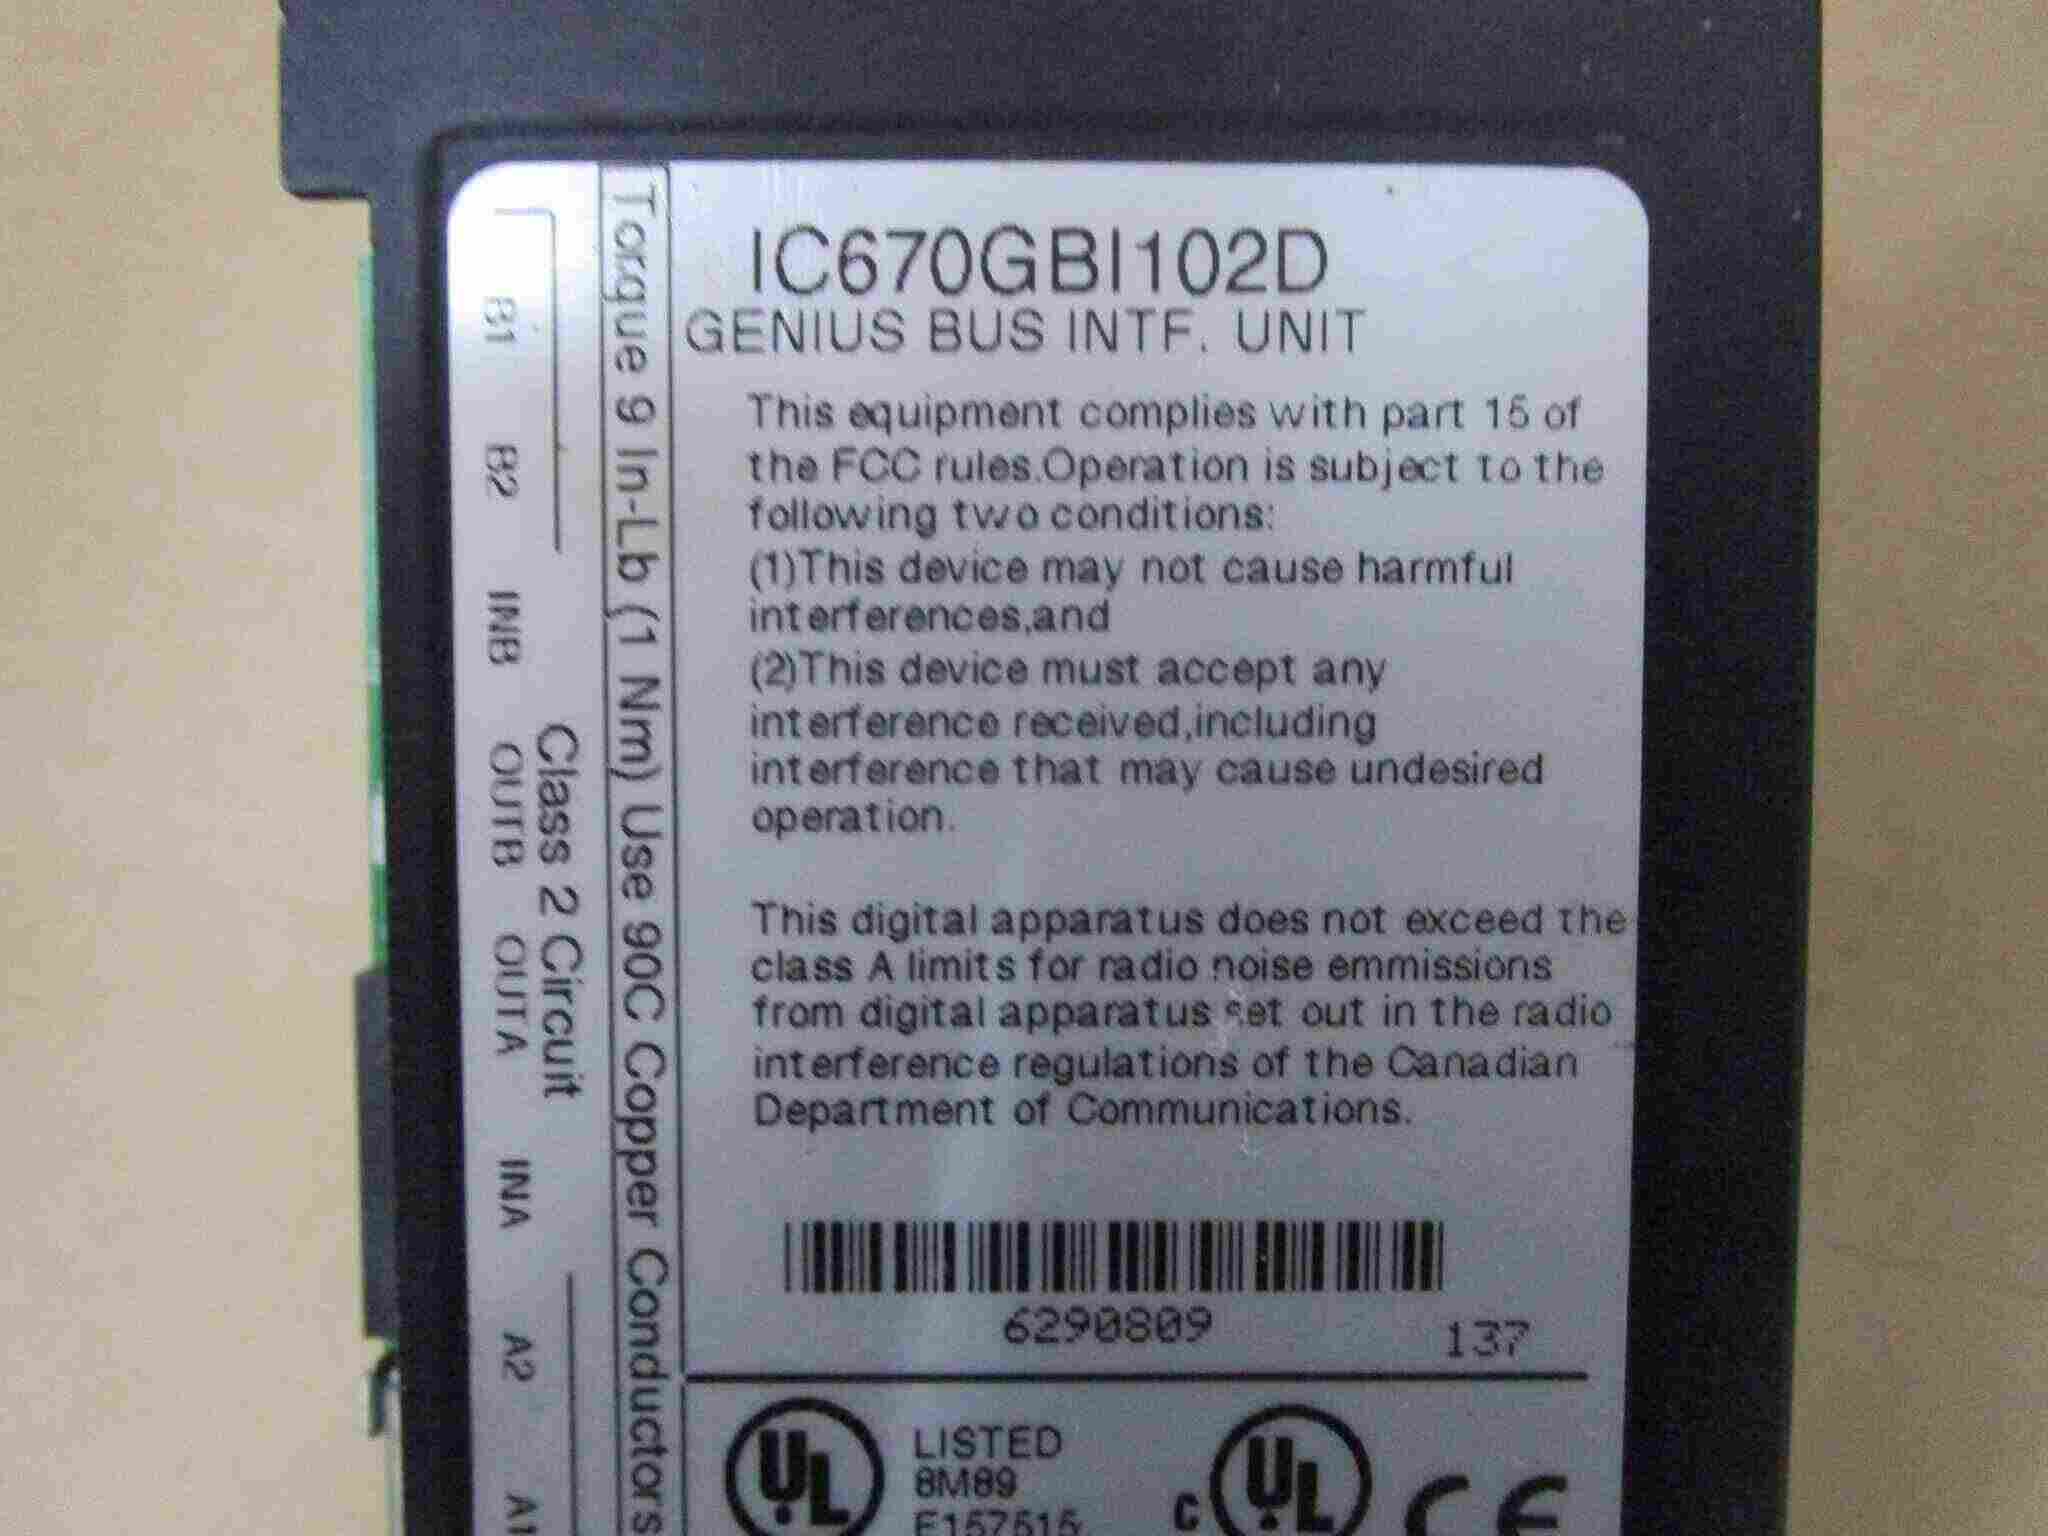 IC670GBI102D
GENIUS BUS INTF. UNIT
This equipment complies with part 15 of
the FCC rules.Operation is subject to the
following two conditions:
(1)This device may not cause harmful
interferences,and
(2)This device must accept any
interference received,including
interference that may cause undesired
operation.
This digital apparatus does not exceed the
class A limits for radio noise emmissions
from digital apparatus set out in the radio
interference regulations of the Canadian
Department of Communications.
6290809
137
UL
LISTED
8M89
E157515
c UL
CE
Torque 9 In-Lb (1 Nm) Use 90C Copper Conductors
Class 2 Circuit
B1
B2
INB
OUTB
OUTA
INA
A2
A1